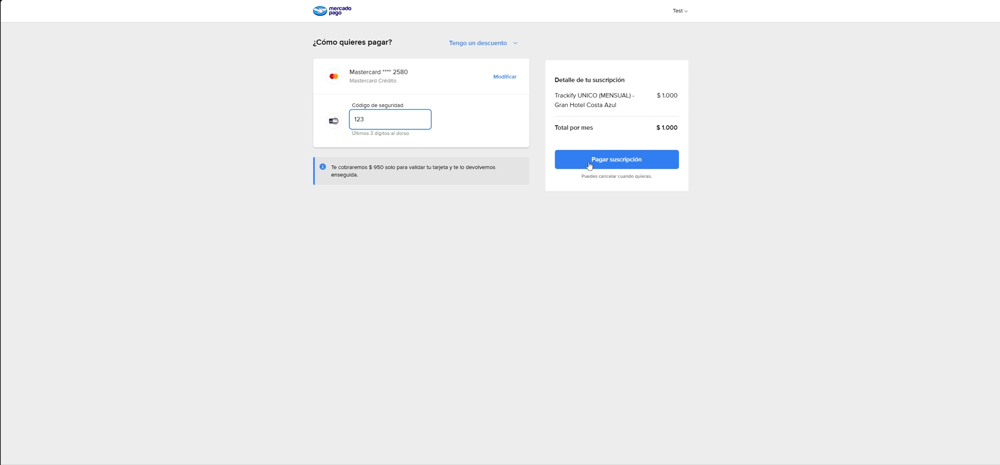 mercado
pago
Test
¿Cómo quieres pagar?
Tengo un descuento
Mastercard **** 2580
Mastercard Crédito
Modificar
Código de seguridad
123
Últimos 3 dígitos al dorso
Te cobraremos $ 950 solo para validar tu tarjeta y te lo devolvemos
enseguida.
Detalle de tu suscripción
Trackify UNICO (MENSUAL) - $ 1.000
Gran Hotel Costa Azul
Total por mes $ 1.000
Pagar suscripción
Puedes cancelar cuando quieras.